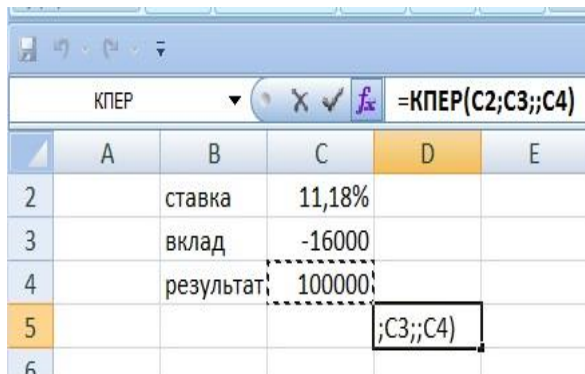 КПЕР fx =КПЕР(C2;C3;;C4)
A B C D E
2 ставка 11,18%
3 вклад -16000
4 результат 100000
5 ;C3;;C4)
6